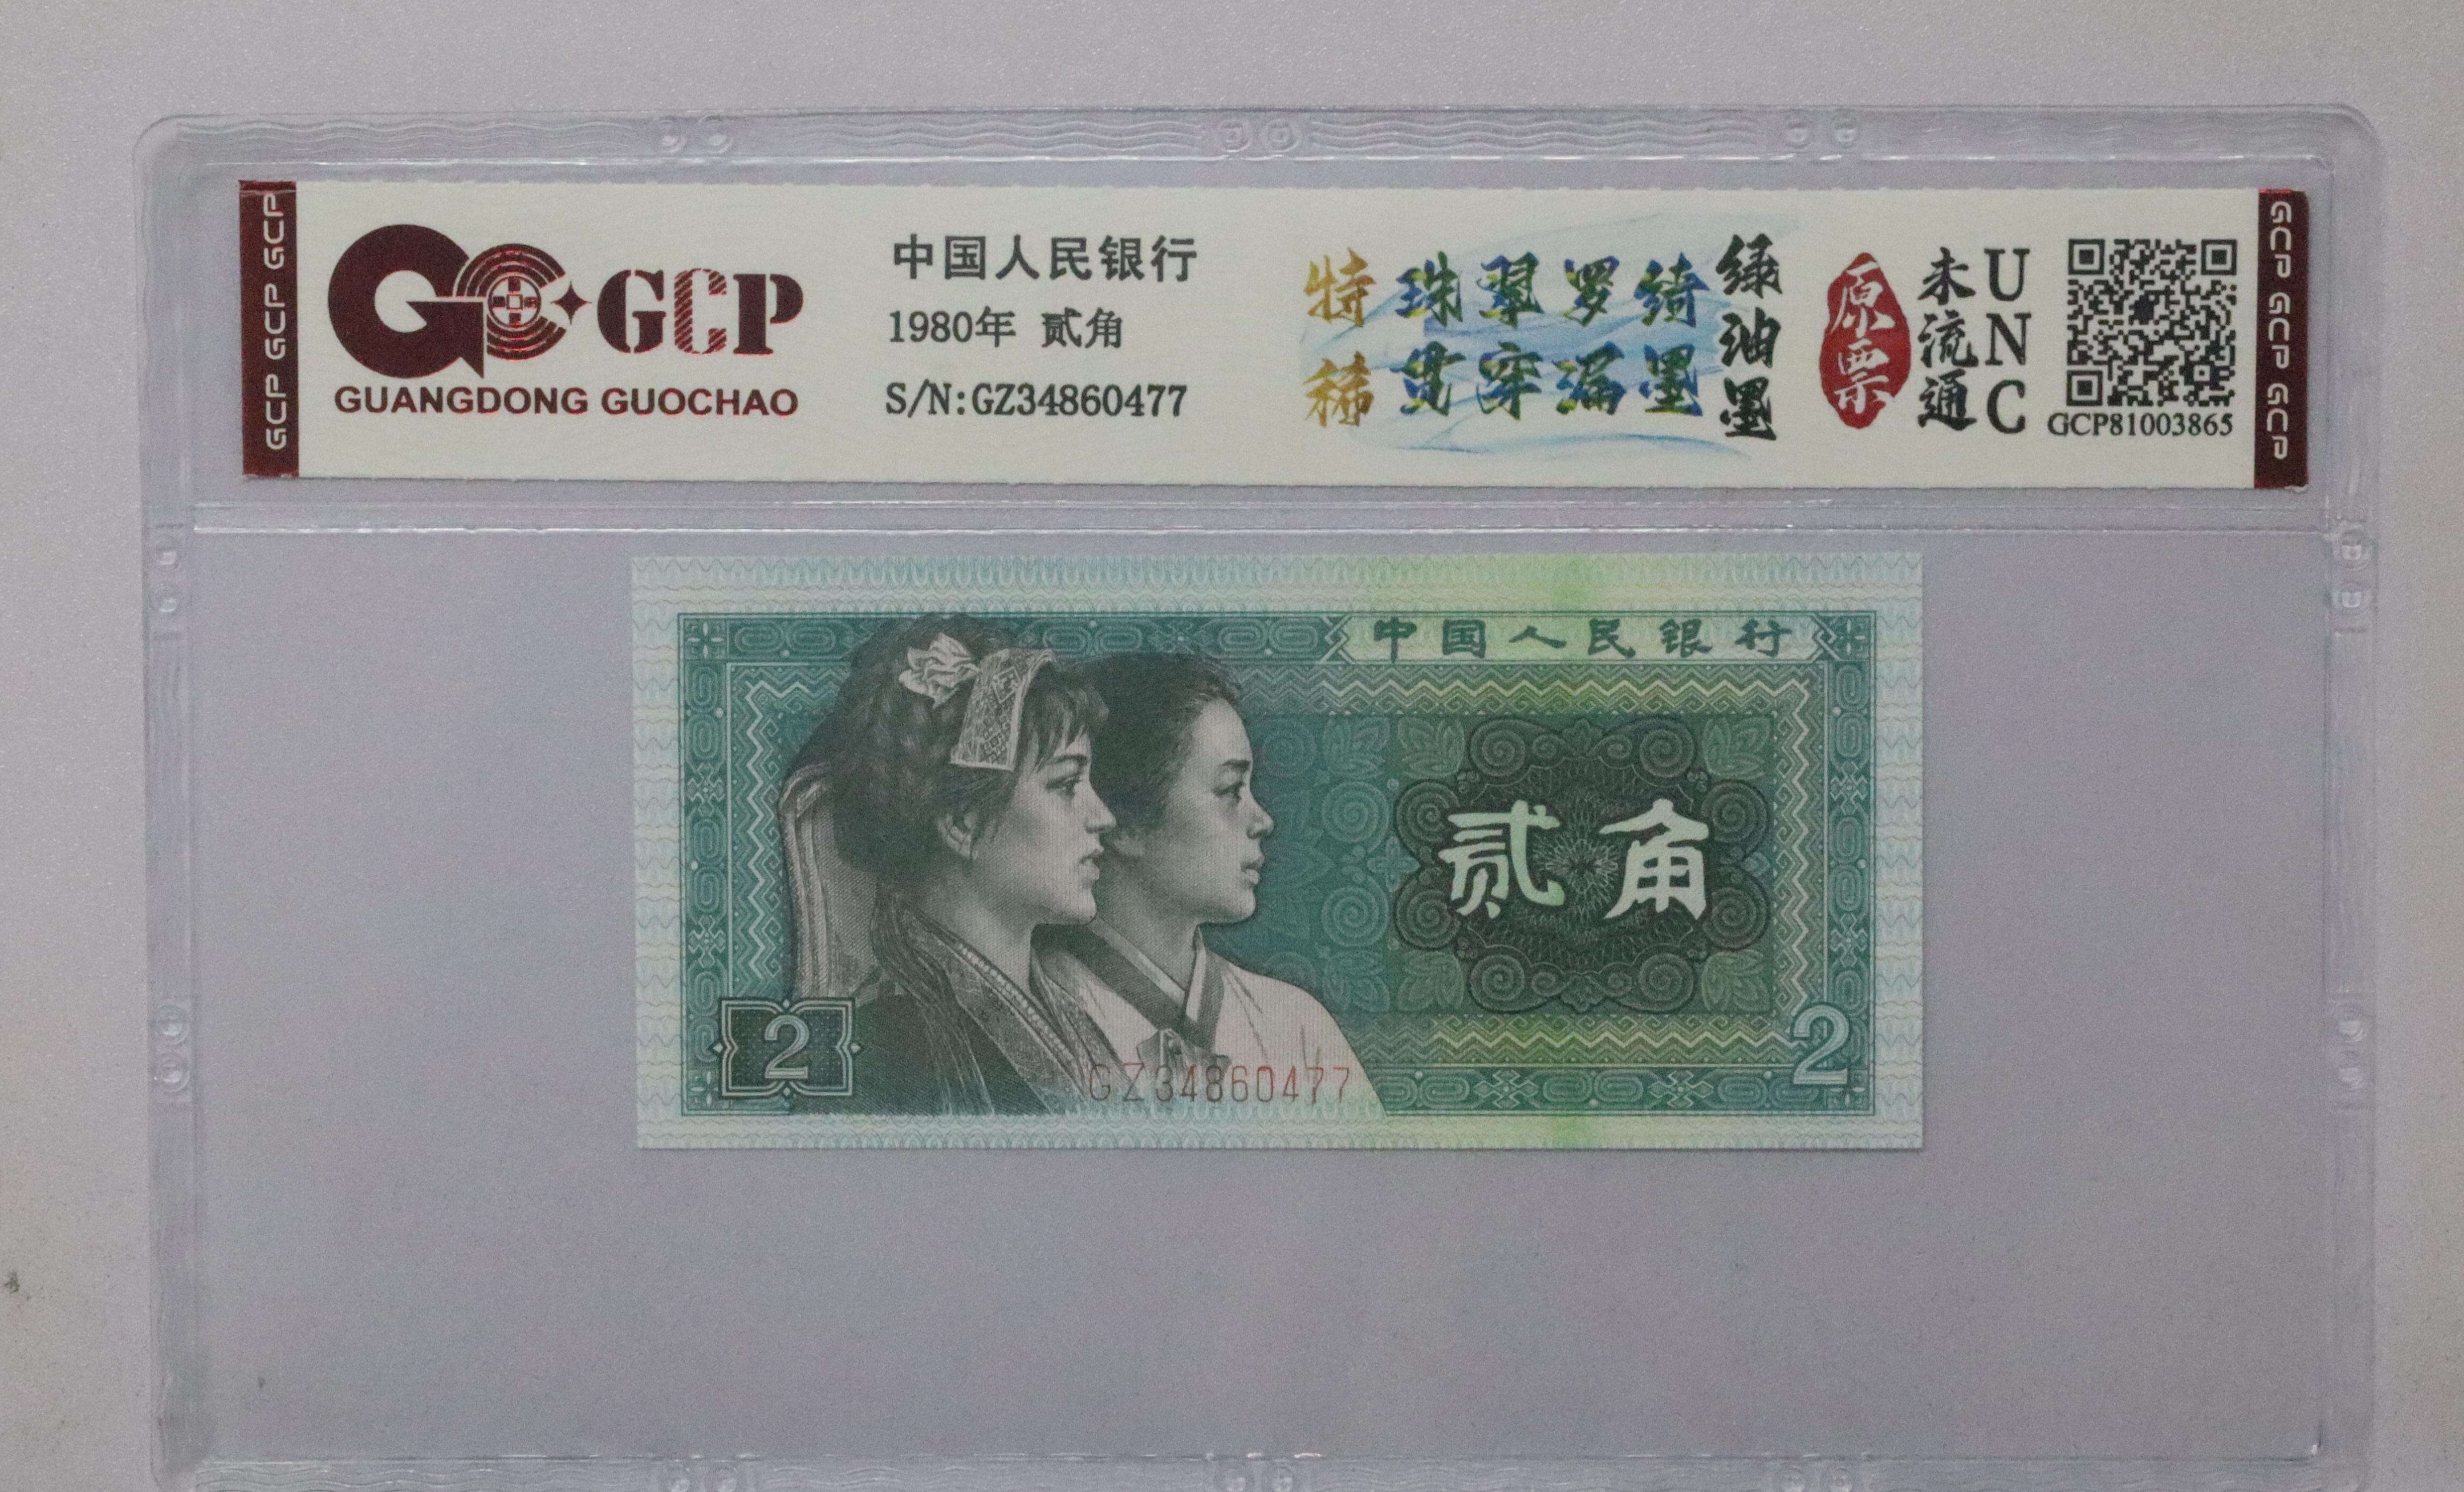 GCP GCP GCP
GCP
GUANGDONG GUOCHAO
中国人民银行
1980年 贰角
S/N:GZ34860477
特稀
珠翠罗绮
贯穿漏墨
绿油墨
原票
未流通
UNC
GCP81003865
GCP GCP GCP
中国人民银行
贰角
2
GZ34860477
2